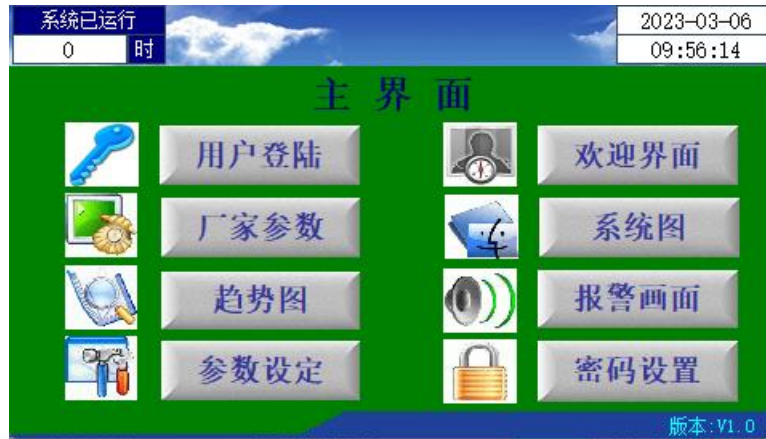 系统已运行
0 时
2023-03-06
09:56:14
主界面
用户登陆
欢迎界面
厂家参数
系统图
趋势图
报警画面
参数设定
密码设置
版本:V1.0